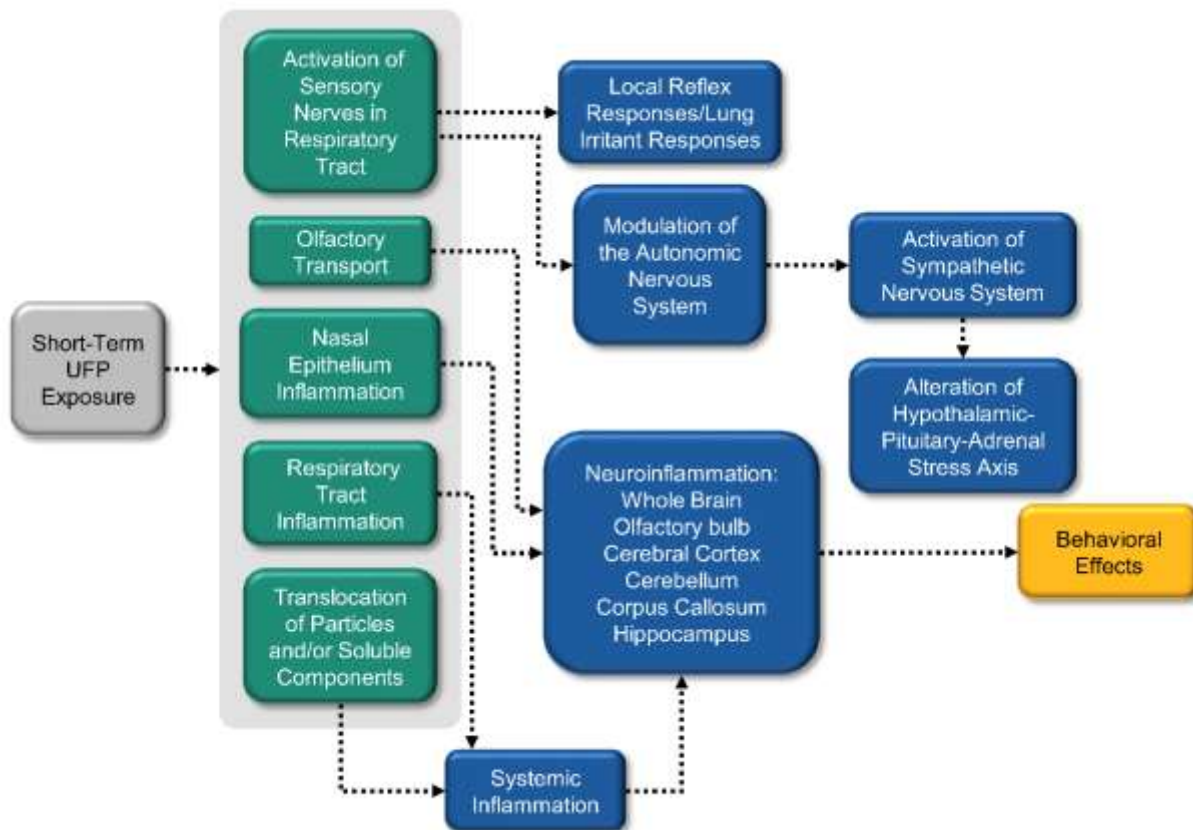 Short-Term
UFP
Exposure
Activation of
Sensory
Nerves in
Respiratory
Tract
Olfactory
Transport
Nasal
Epithelium
Inflammation
Respiratory
Tract
Inflammation
Translocation
of Particles
and/or Soluble
Components
Local Reflex
Responses/Lung
Irritant Responses
Modulation of
the Autonomic
Nervous
System
Activation of
Sympathetic
Nervous System
Alteration of
Hypothalamic-
Pituitary-Adrenal
Stress Axis
Neuroinflammation:
Whole Brain
Olfactory bulb
Cerebral Cortex
Cerebellum
Corpus Callosum
Hippocampus
Behavioral
Effects
Systemic
Inflammation